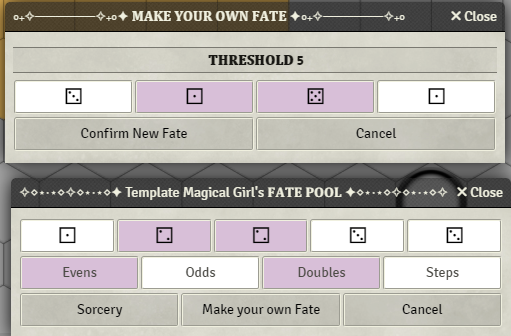 MAKE YOUR OWN FATE ✕ Close
THRESHOLD 5
Confirm New Fate Cancel
Template Magical Girl's FATE POOL ✕ Close
Evens Odds Doubles Steps
Sorcery Make your own Fate Cancel